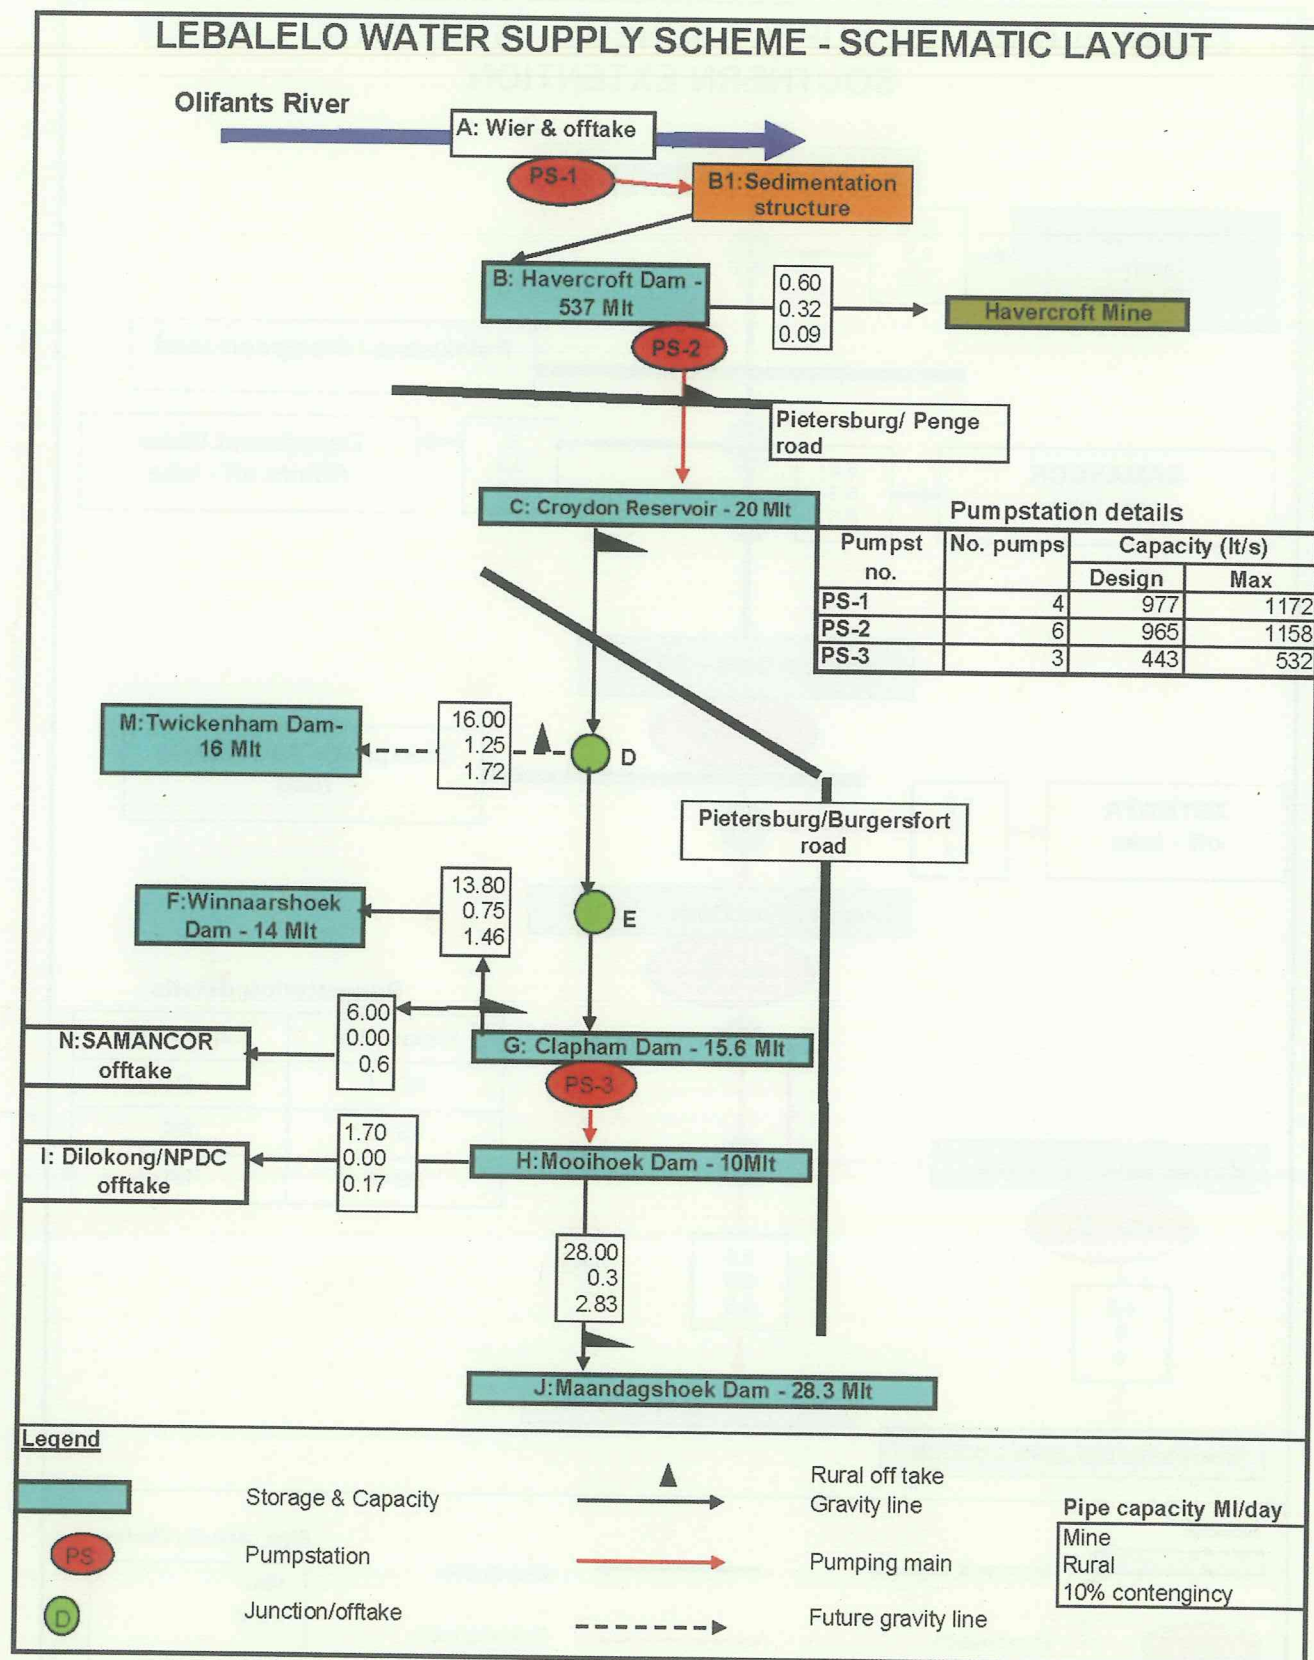 LEBALELO WATER SUPPLY SCHEME - SCHEMATIC LAYOUT
Olifants River
A: Wier & offtake
PS-1
B1:Sedimentation
structure
B: Havercroft Dam -
537 Mlt
0.60
0.32
0.09
Havercroft Mine
PS-2
Pietersburg/ Penge
road
C: Croydon Reservoir - 20 Mlt
Pumpstation details
Pumpst no. No. pumps Capacity (lt/s)
Design Max
PS-1 4 977 1172
PS-2 6 965 1158
PS-3 3 443 532
M:Twickenham Dam-
16 Mlt
16.00
1.25
1.72
D
Pietersburg/Burgersfort
road
F:Winnaarshoek
Dam - 14 Mlt
13.80
0.75
1.46
E
N:SAMANCOR
offtake
6.00
0.00
0.6
G: Clapham Dam - 15.6 Mlt
PS-3
I: Dilokong/NPDC
offtake
1.70
0.00
0.17
H:Mooihoek Dam - 10Mlt
28.00
0.3
2.83
J:Maandagshoek Dam - 28.3 Mlt
Legend
Storage & Capacity
PS
Pumpstation
D
Junction/offtake
Rural off take
Gravity line
Pumping main
Future gravity line
Pipe capacity Ml/day
Mine
Rural
10% contengincy